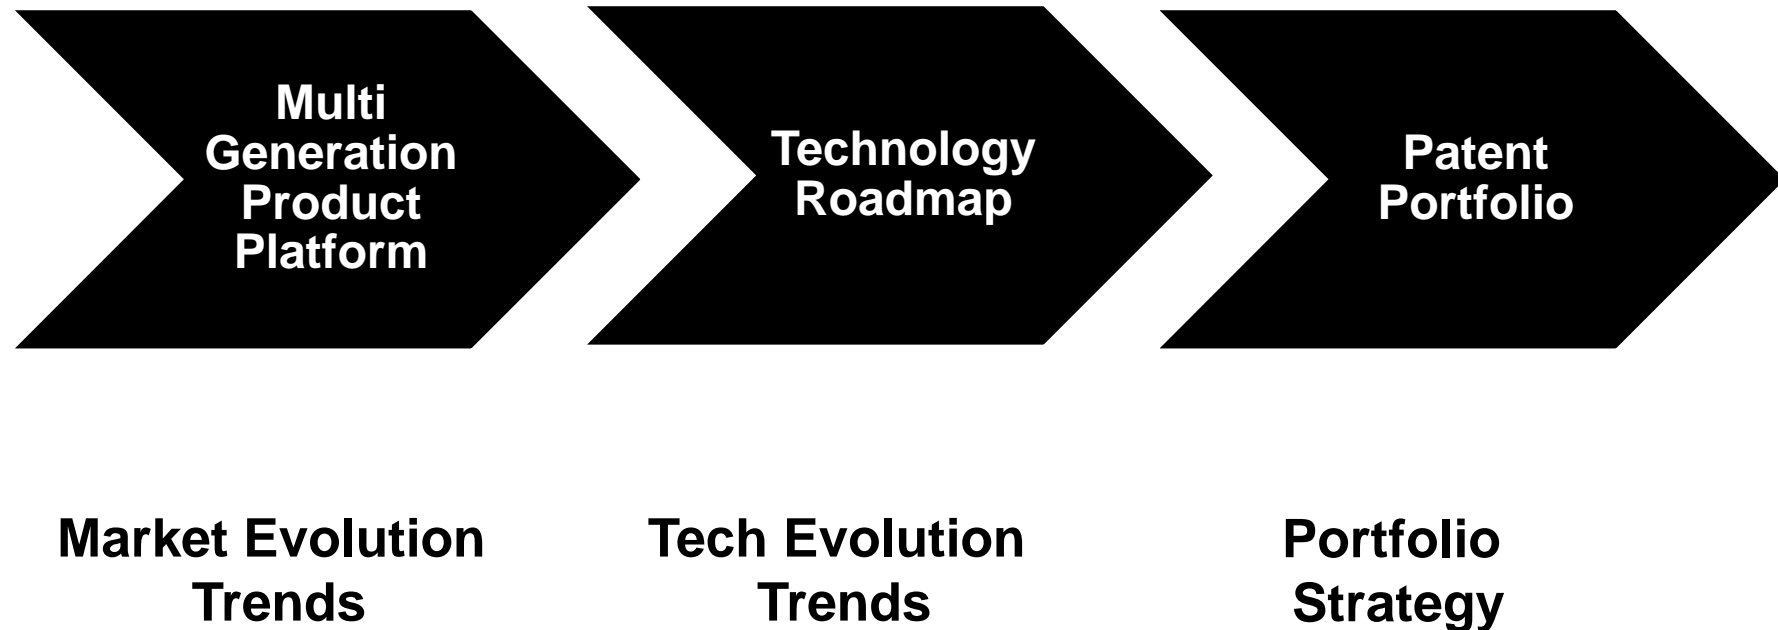 Multi
Generation
Product
Platform
Technology
Roadmap
Patent
Portfolio
Market Evolution
Trends
Tech Evolution
Trends
Portfolio
Strategy